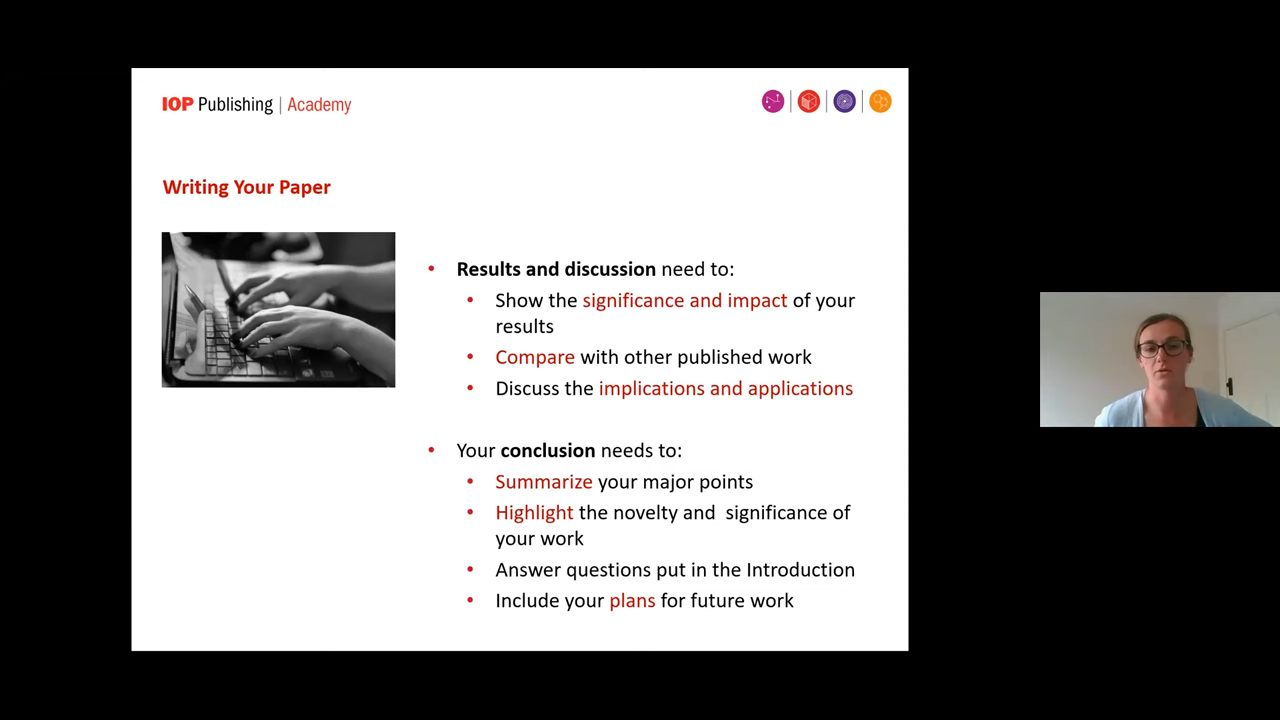 IOP Publishing | Academy
Writing Your Paper
• Results and discussion need to:
• Show the significance and impact of your
results
• Compare with other published work
• Discuss the implications and applications
• Your conclusion needs to:
• Summarize your major points
• Highlight the novelty and  significance of
your work
• Answer questions put in the Introduction
• Include your plans for future work